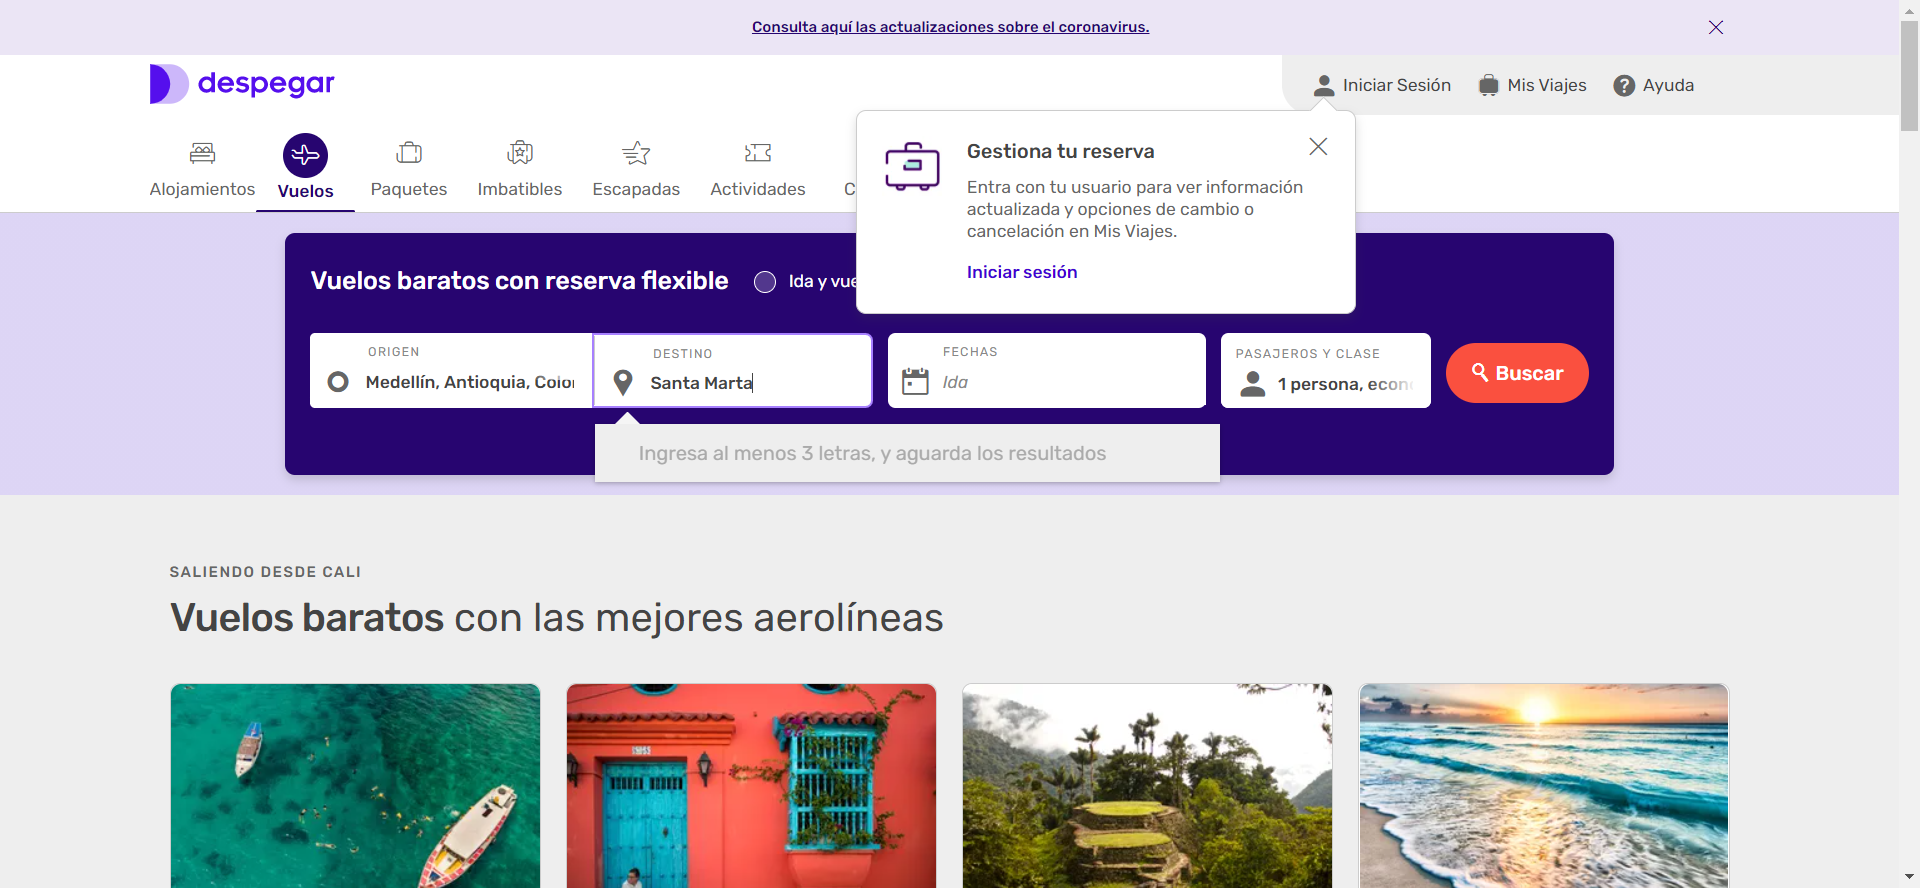 Consulta aquí las actualizaciones sobre el coronavirus.
despegar
Iniciar Sesión
Mis Viajes
Ayuda
Alojamientos
Vuelos
Paquetes
Imbatibles
Escapadas
Actividades
C
Gestiona tu reserva
Entra con tu usuario para ver información
actualizada y opciones de cambio o
cancelación en Mis Viajes.
Iniciar sesión
Vuelos baratos con reserva flexible
Ida y vue
ORIGEN
Medellín, Antioquia, Colo
DESTINO
Santa Marta
FECHAS
Ida
PASAJEROS Y CLASE
1 persona, econ
Buscar
Ingresa al menos 3 letras, y aguarda los resultados
SALIENDO DESDE CALI
Vuelos baratos con las mejores aerolíneas